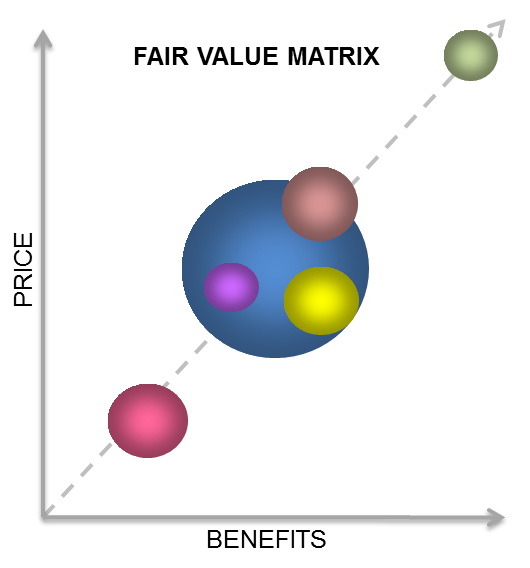 FAIR VALUE MATRIX
PRICE
BENEFITS